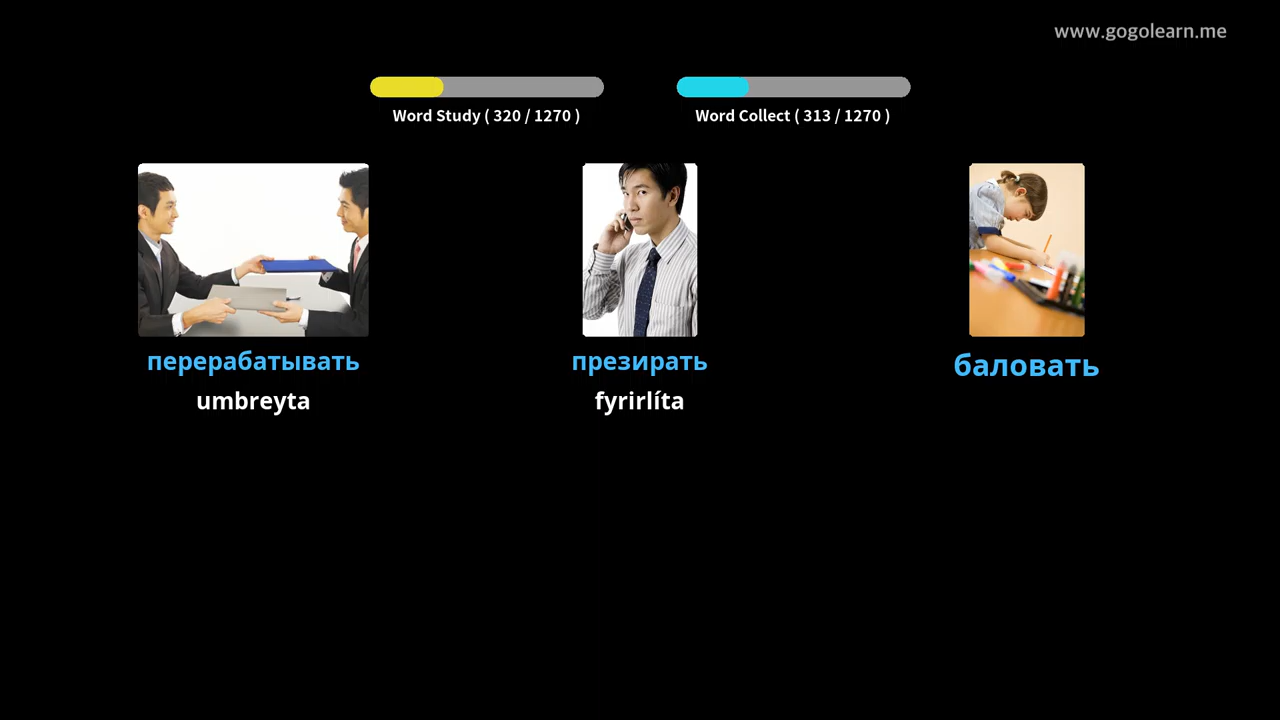 www.gogolearn.me
Word Study ( 320 / 1270 )
Word Collect ( 313 / 1270 )
перерабатывать
umbreyta
презирать
fyrirlíta
баловать